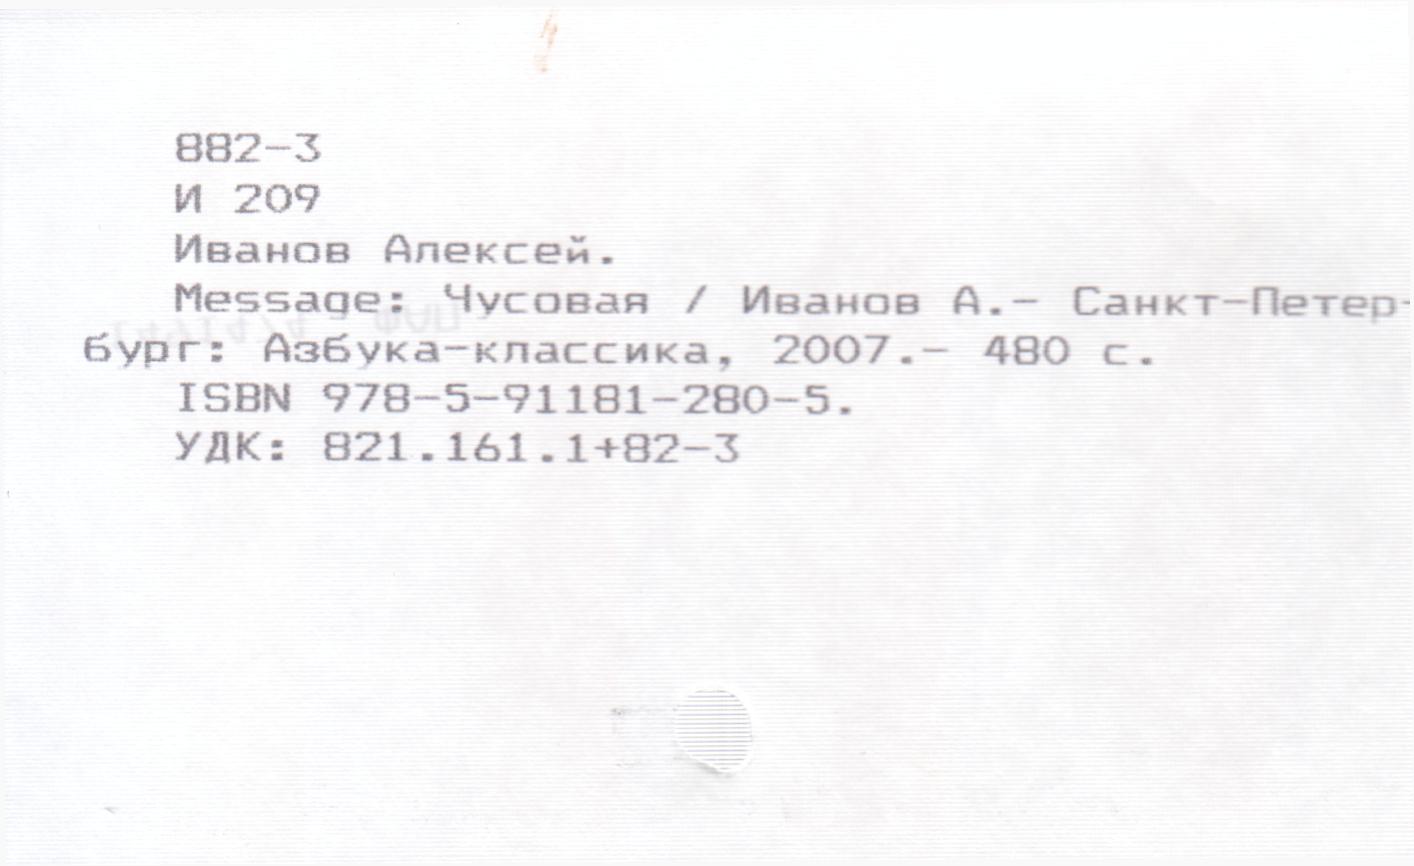 882-3
И 209
Иванов Алексей.
Message: Чусовая / Иванов А.- Санкт-Петер-
бург: Азбука-классика, 2007.- 480 с.
ISBN 978-5-91181-280-5.
УДК: 821.161.1+82-3